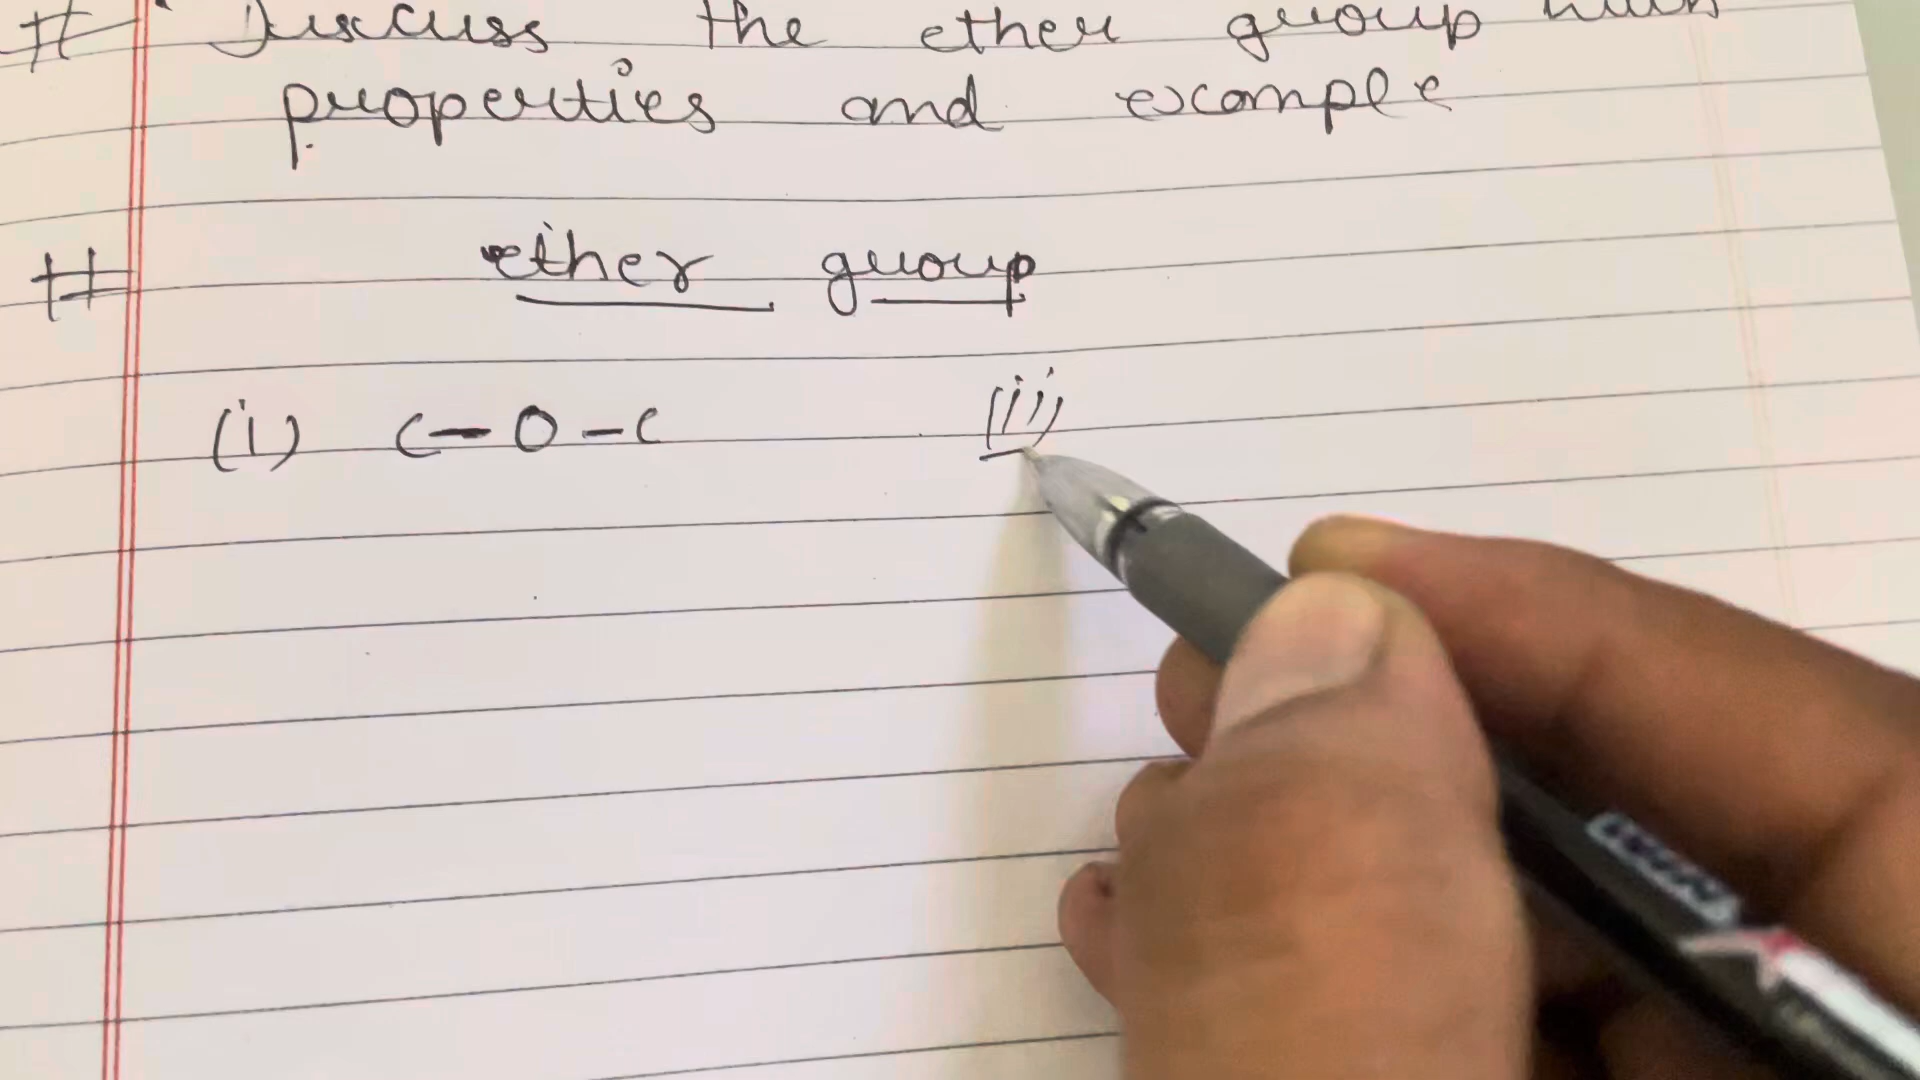 # Discuss the ether group with
properties and example
# ether group
(i) C-O-C (ii)